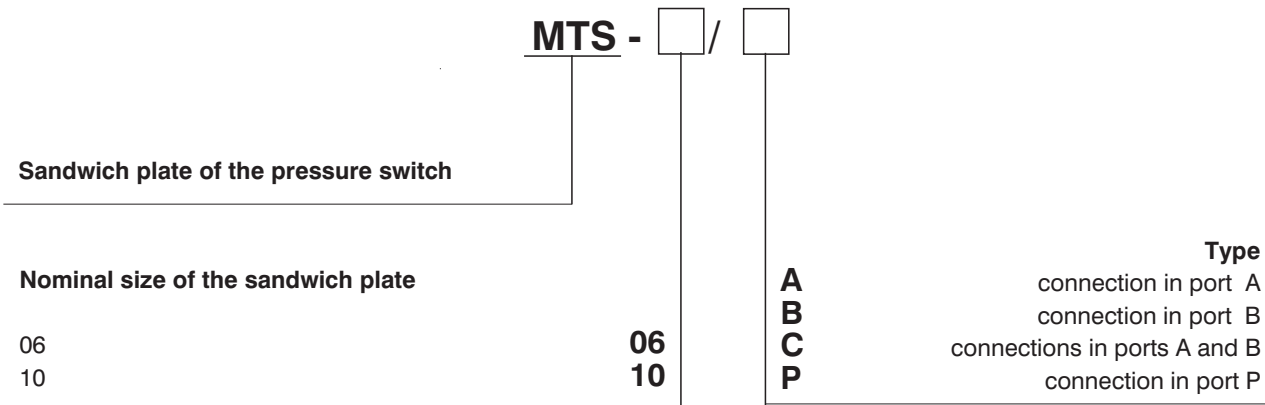 MTS - /
Sandwich plate of the pressure switch
Type
Nominal size of the sandwich plate
A connection in port A
B connection in port B
06 06 C connections in ports A and B
10 10 P connection in port P